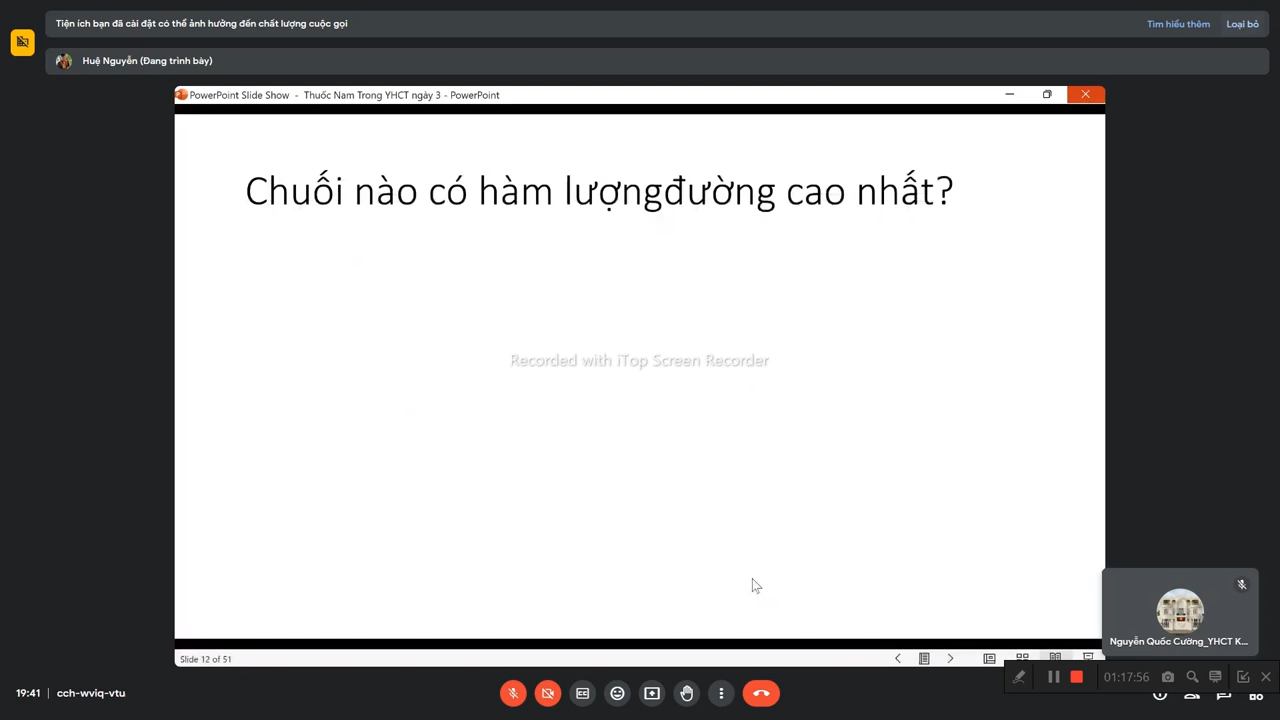 Tiện ích bạn đã cài đặt có thể ảnh hưởng đến chất lượng cuộc gọi
Tìm hiểu thêm
Loại bỏ
Huệ Nguyễn (Đang trình bày)
PowerPoint Slide Show - Thuốc Nam Trong YHCT ngày 3 - PowerPoint
Chuối nào có hàm lượngđường cao nhất?
Recorded with iTop Screen Recorder
Nguyễn Quốc Cường_YHCT K...
Slide 12 of 51
01:17:56
19:41
cch-wviq-vtu